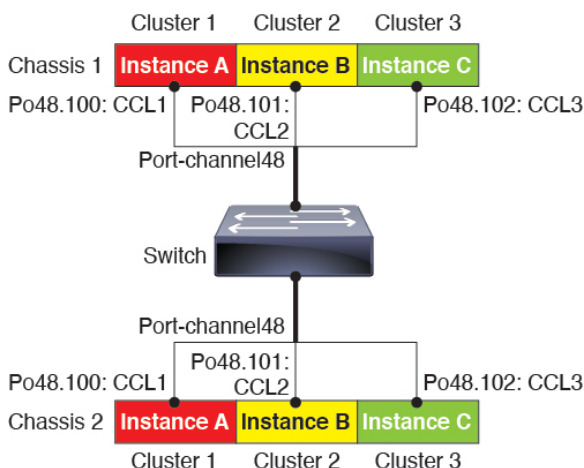 Cluster 1 Cluster 2 Cluster 3
Chassis 1 Instance A Instance B Instance C
Po48.100: CCL1 Po48.101: Po48.102: CCL3
CCL2
Port-channel48
Switch
Port-channel48
Po48.100: CCL1 Po48.101: Po48.102: CCL3
CCL2
Chassis 2 Instance A Instance B Instance C
Cluster 1 Cluster 2 Cluster 3